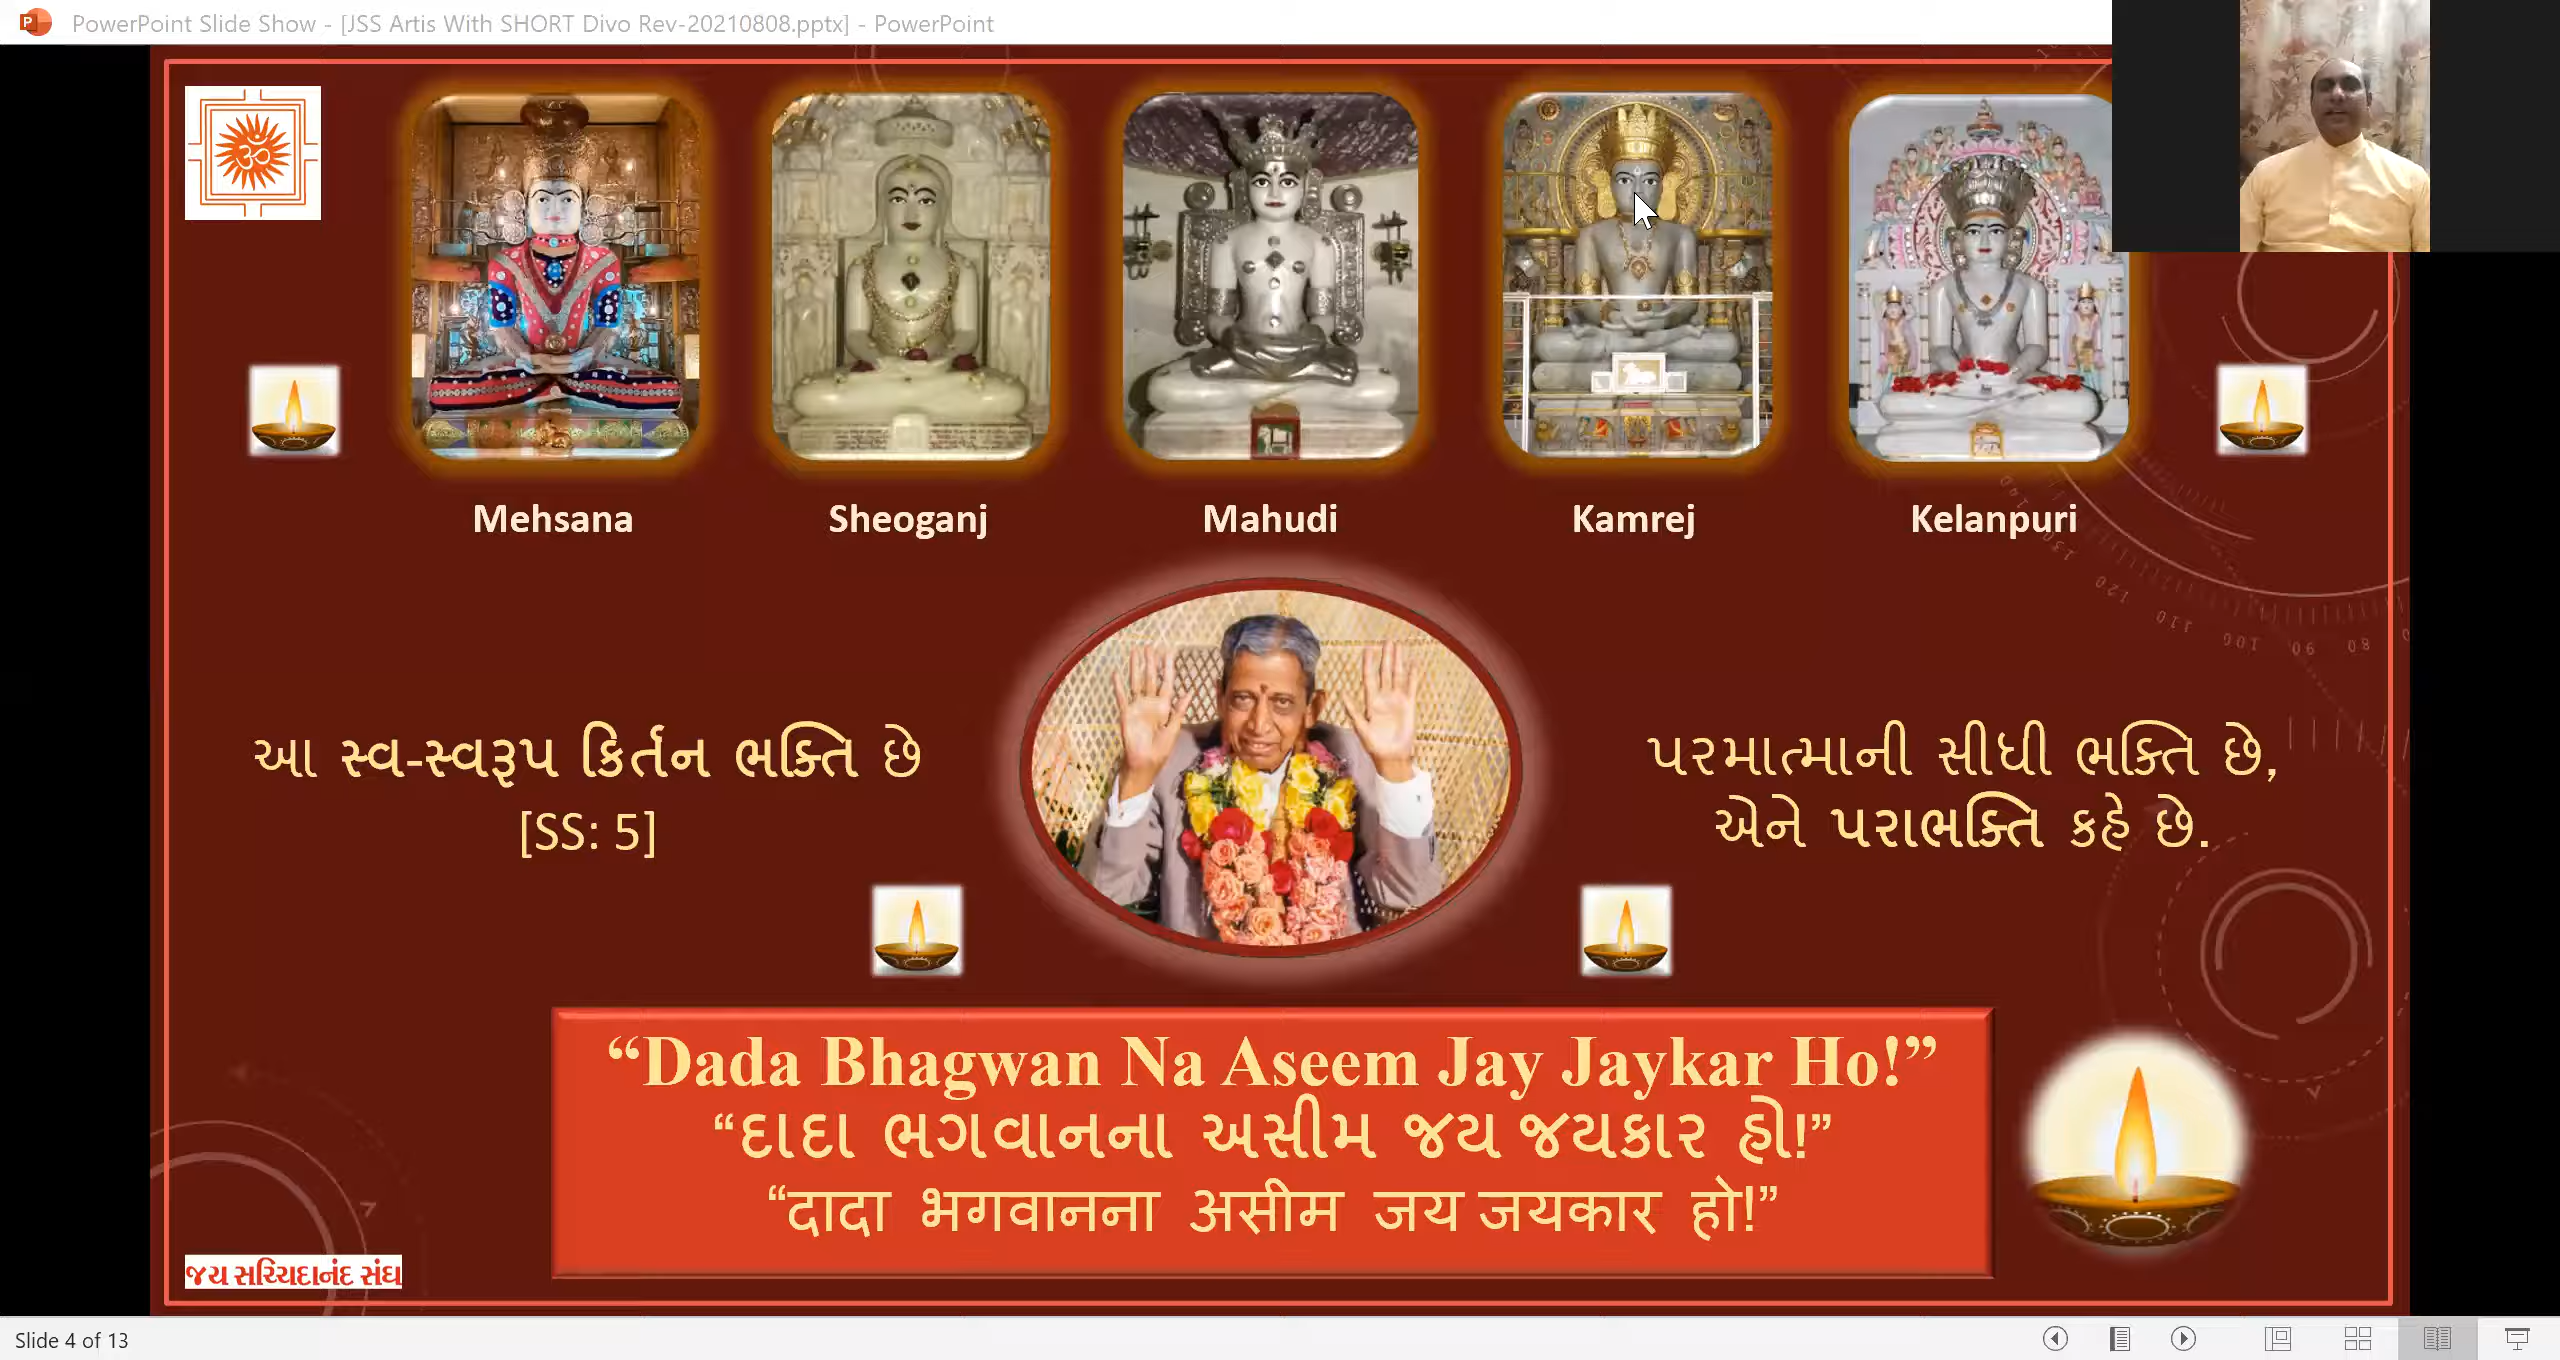 PowerPoint Slide Show - [JSS Artis With SHORT Divo Rev-20210808.pptx] - PowerPoint
Mehsana
Sheoganj
Mahudi
Kamrej
Kelanpuri
આ સ્વ-સ્વરૂપ કિર્તન ભક્તિ છે
[SS: 5]
પરમાત્માની સીધી ભક્તિ છે,
એને પરાભક્તિ કહે છે.
“Dada Bhagwan Na Aseem Jay Jaykar Ho!”
“દાદા ભગવાનના અસીમ જય જયકાર હો!”
“दादा भगवानना असीम जय जयकार हो!”
જય સચ્ચિદાનંદ સંઘ
Slide 4 of 13